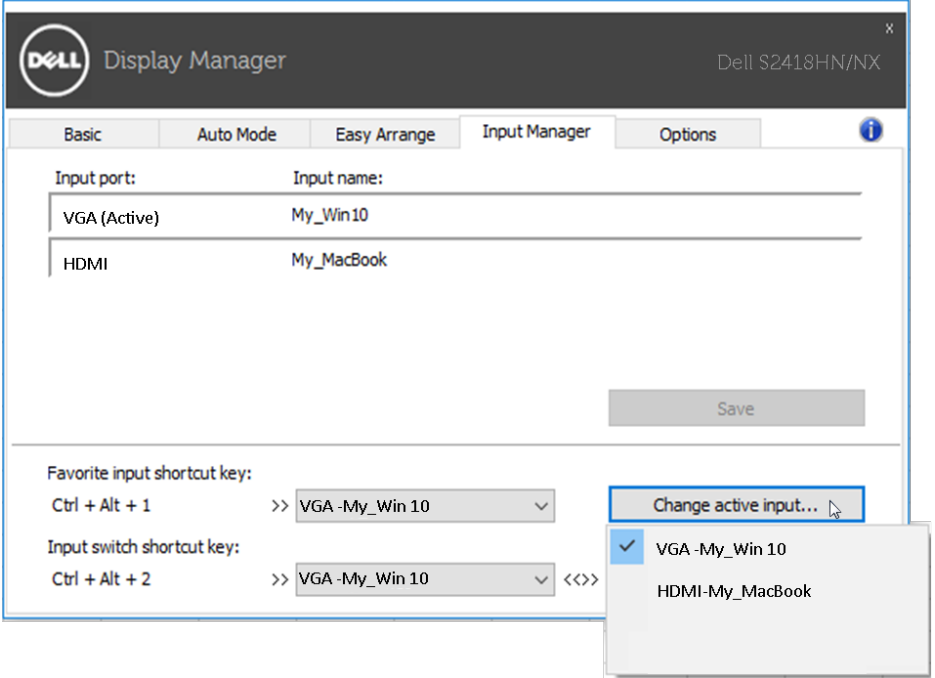 DELL Display Manager
x
Dell S2418HN/NX
Basic Auto Mode Easy Arrange Input Manager Options i
Input port: Input name:
VGA (Active) My_Win10
HDMI My_MacBook
Save
Favorite input shortcut key:
Ctrl + Alt + 1 >> VGA -My_Win 10 Change active input...
Input switch shortcut key:
Ctrl + Alt + 2 >> VGA -My_Win 10 <<>>
VGA -My_Win 10
HDMI-My_MacBook